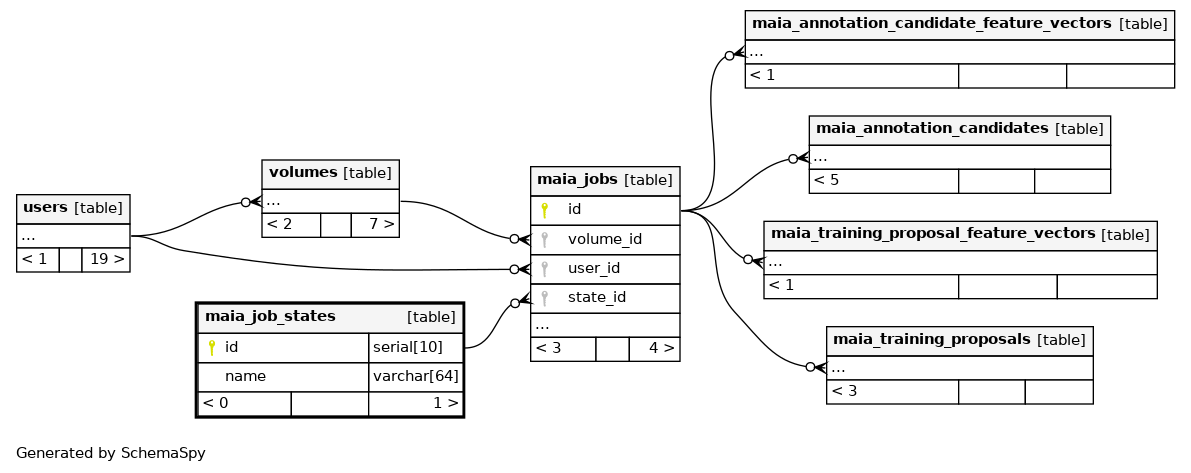 users [table]
...
< 1 19 >
volumes [table]
...
< 2 7 >
maia_job_states [table]
id serial[10]
name varchar[64]
< 0 1 >
maia_jobs [table]
id
volume_id
user_id
state_id
...
< 3 4 >
maia_annotation_candidate_feature_vectors [table]
...
< 1
maia_annotation_candidates [table]
...
< 5
maia_training_proposal_feature_vectors [table]
...
< 1
maia_training_proposals [table]
...
< 3
Generated by SchemaSpy